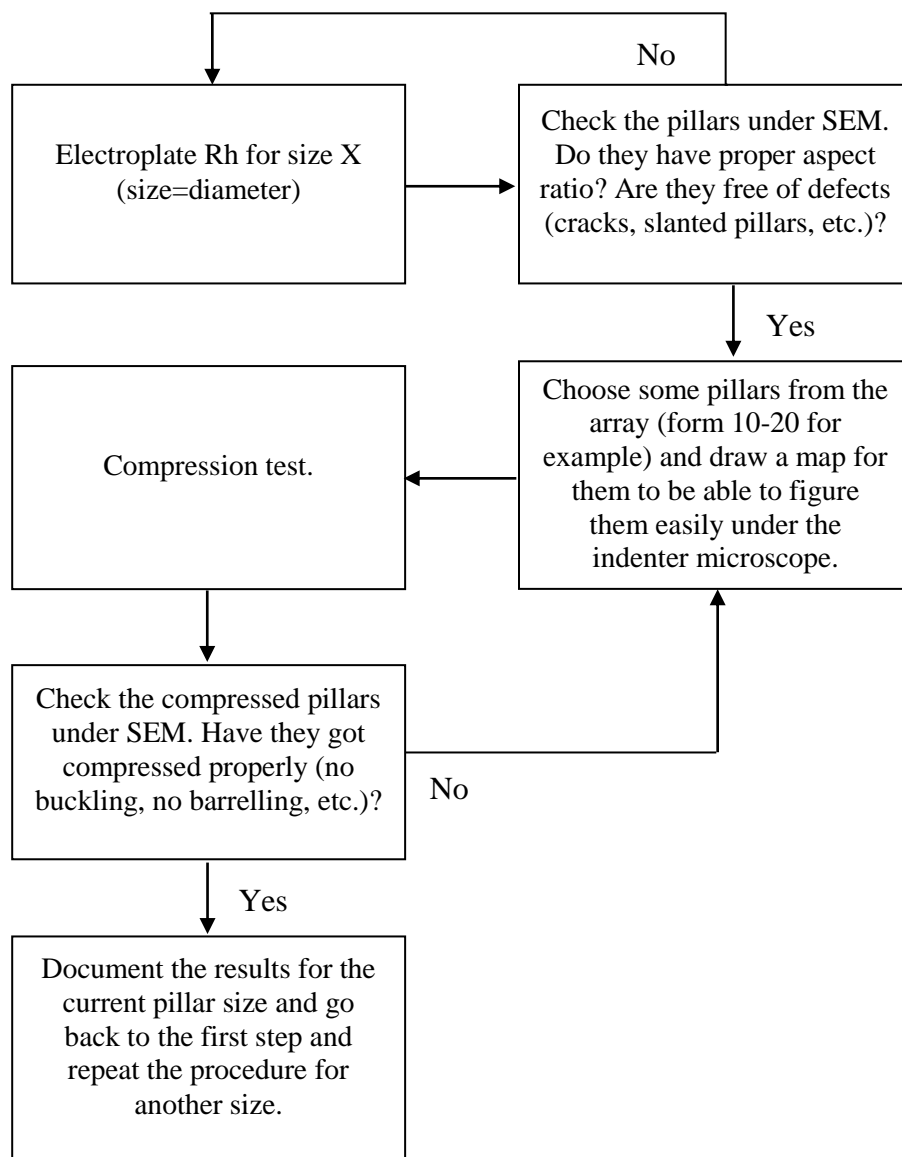 No
Electroplate Rh for size X
(size=diameter)
Check the pillars under SEM.
Do they have proper aspect
ratio? Are they free of defects
(cracks, slanted pillars, etc.)?
Yes
Choose some pillars from the
array (form 10-20 for
example) and draw a map for
them to be able to figure
them easily under the
indenter microscope.
Compression test.
Check the compressed pillars
under SEM. Have they got
compressed properly (no
buckling, no barrelling, etc.)?
No
Yes
Document the results for the
current pillar size and go
back to the first step and
repeat the procedure for
another size.